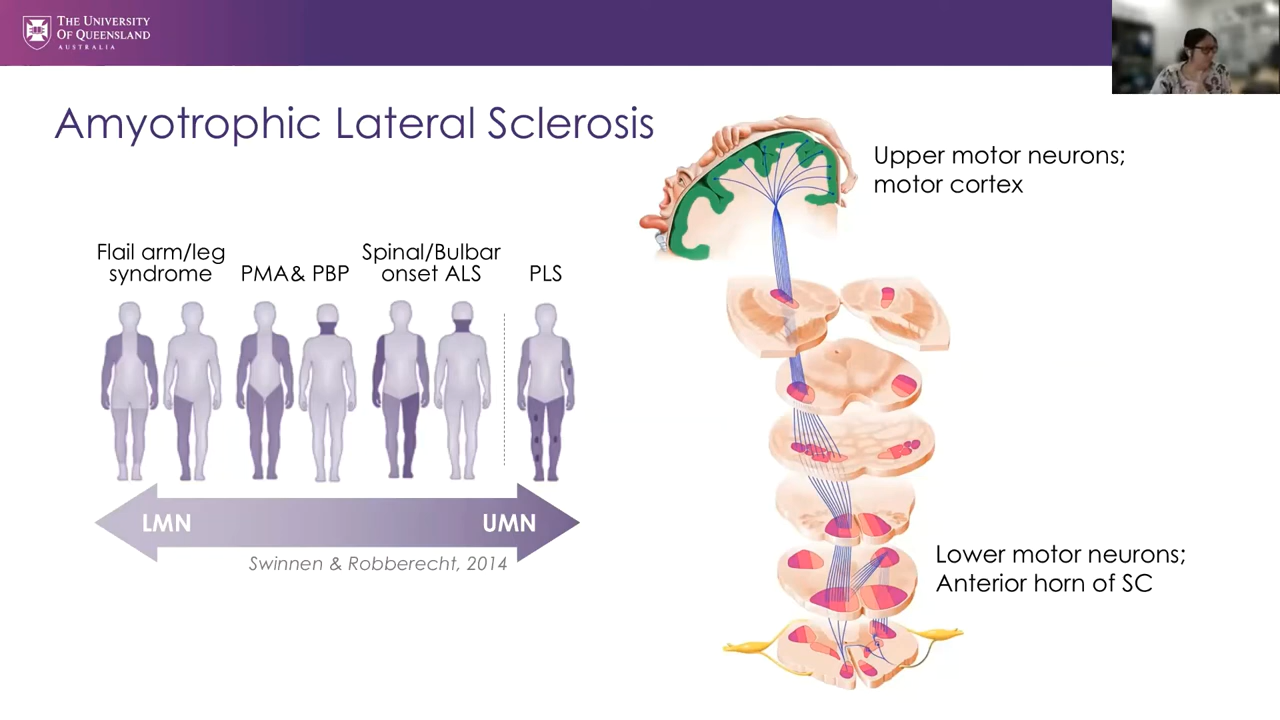 THE UNIVERSITY
OF QUEENSLAND
AUSTRALIA
Amyotrophic Lateral Sclerosis
Upper motor neurons;
motor cortex
Flail arm/leg
syndrome
PMA& PBP
Spinal/Bulbar
onset ALS
PLS
LMN
UMN
Swinnen & Robberecht, 2014
Lower motor neurons;
Anterior horn of SC